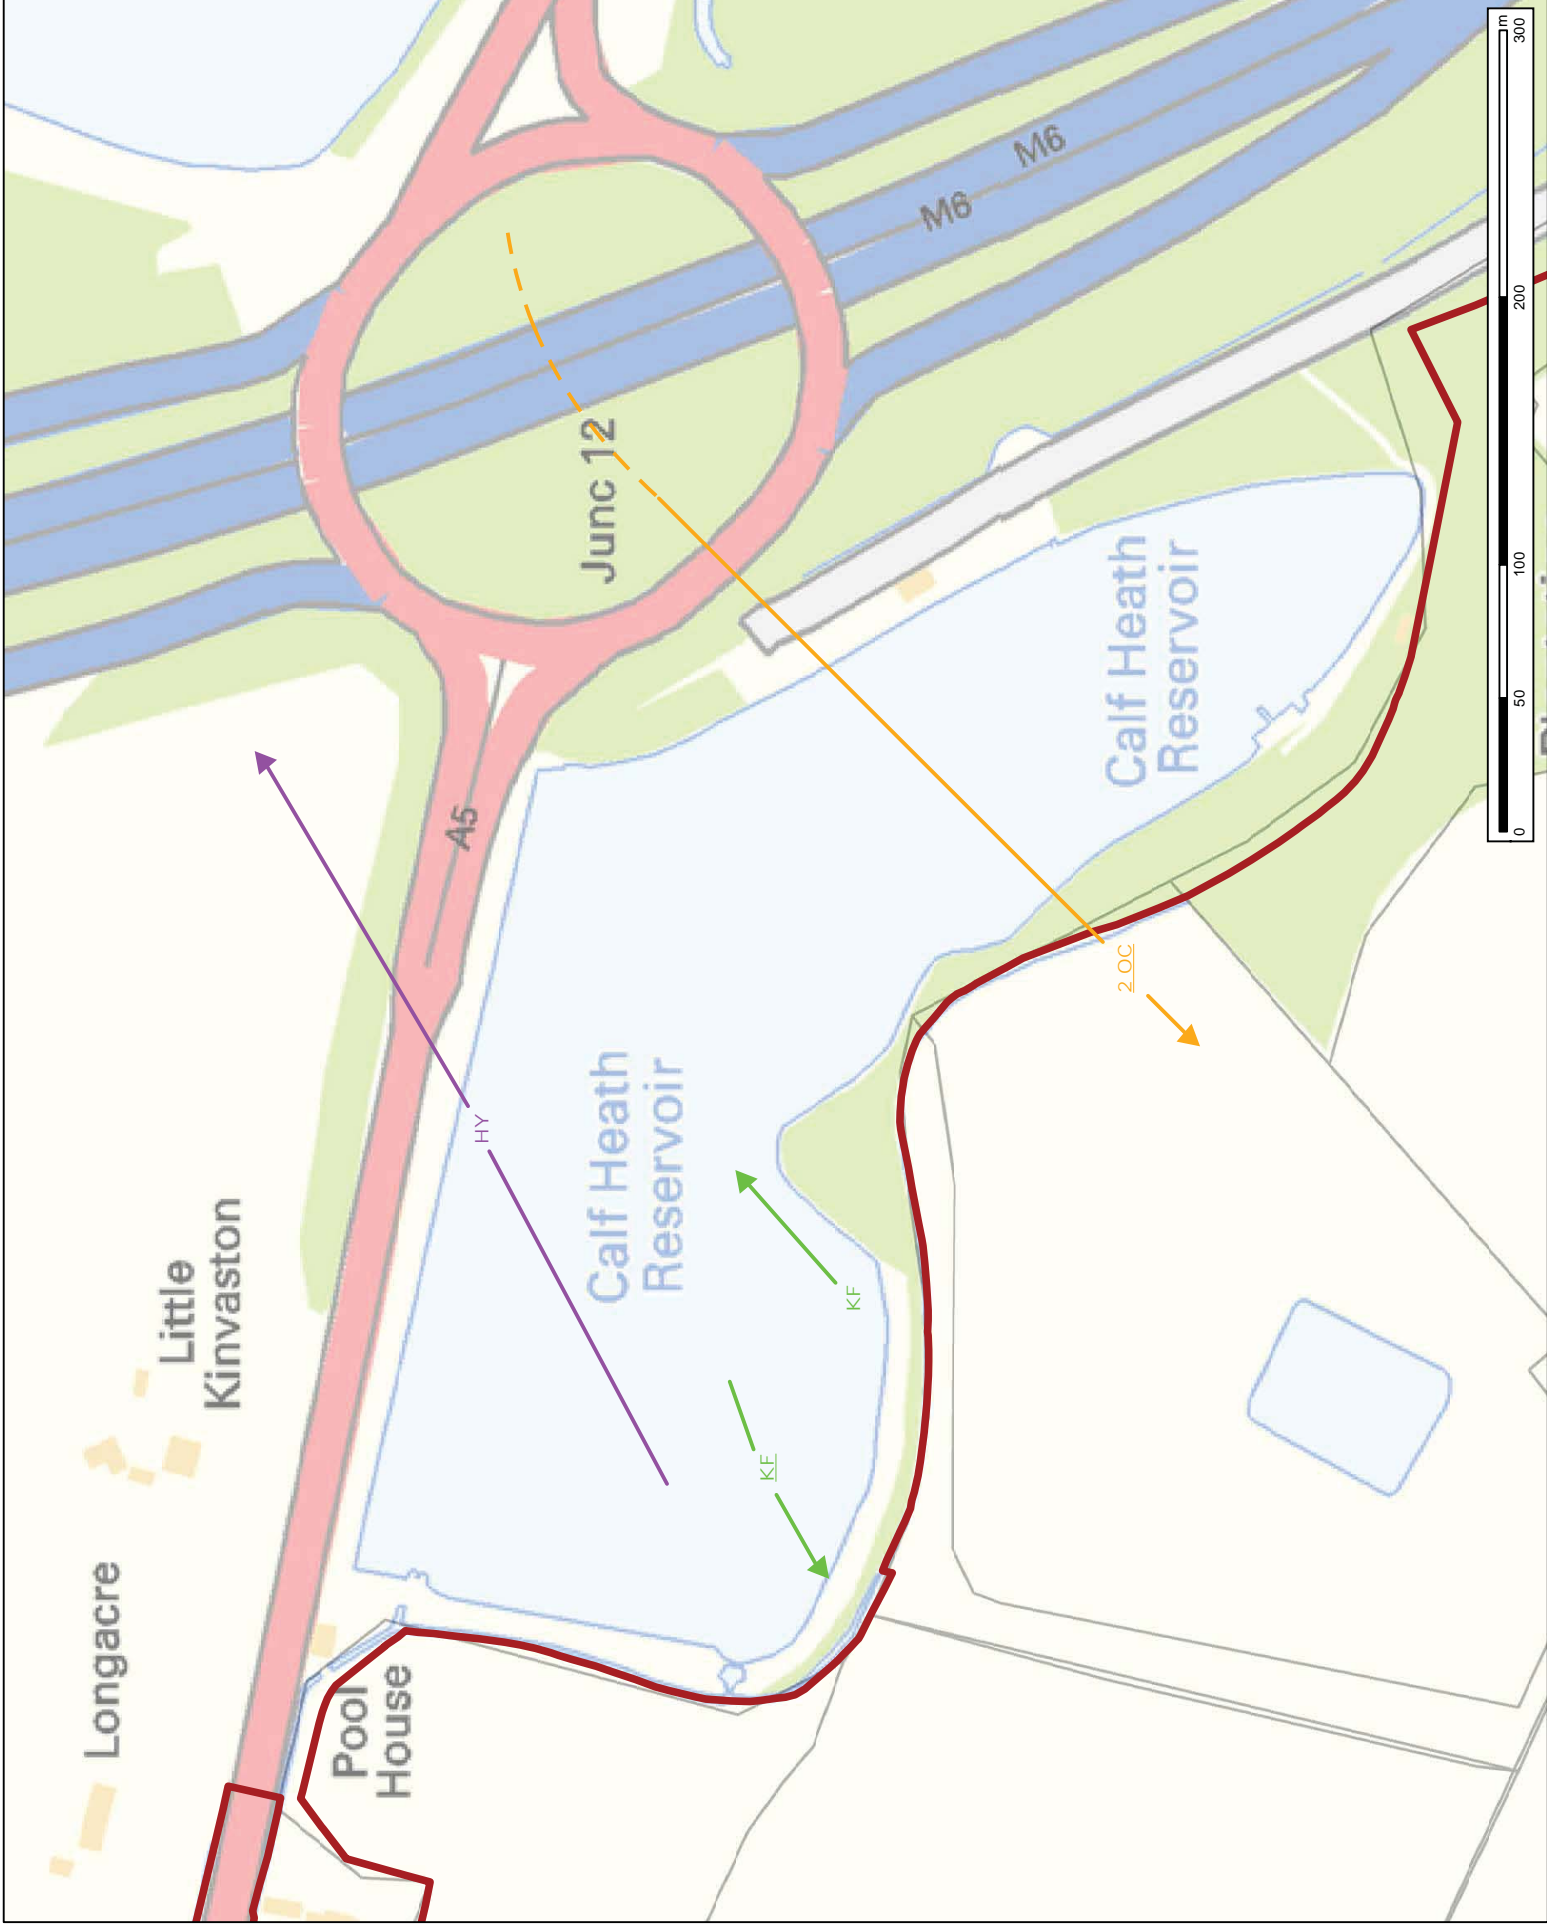 Longacre
Pool
House
Little
Kinvaston
A5
HY
Calf Heath
Reservoir
KF
KF
2 OC
Calf Heath
Reservoir
Junc 12
M6
M6
0
50
100
200
300
m